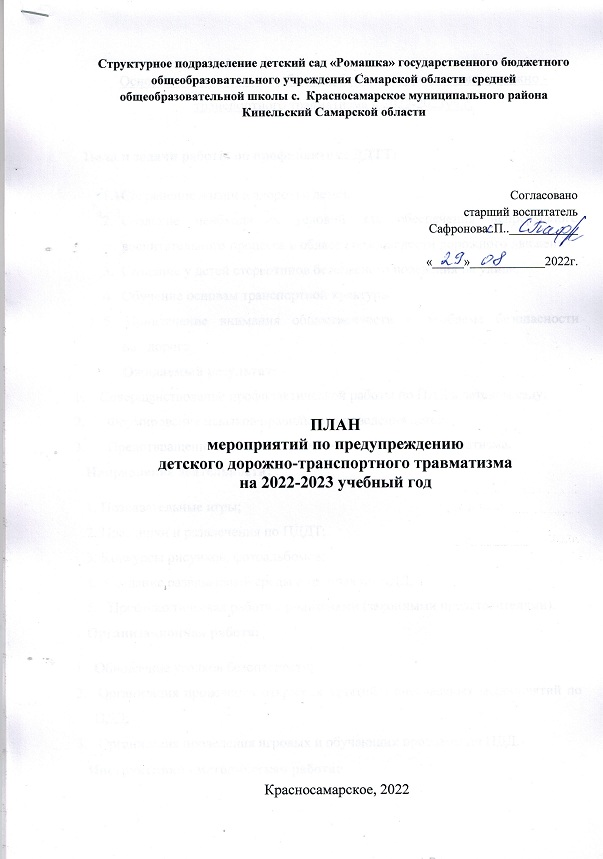 Структурное подразделение детский сад «Ромашка» государственного бюджетного
общеобразовательного учреждения Самарской области средней
общеобразовательной школы с. Красносамарское муниципального района
Кинельский Самарской области
Согласовано
старший воспитатель
Сафронова Л.П..
« 29 » 08 2022г.
ПЛАН
мероприятий по предупреждению
детского дорожно-транспортного травматизма
на 2022-2023 учебный год
Красносамарское, 2022